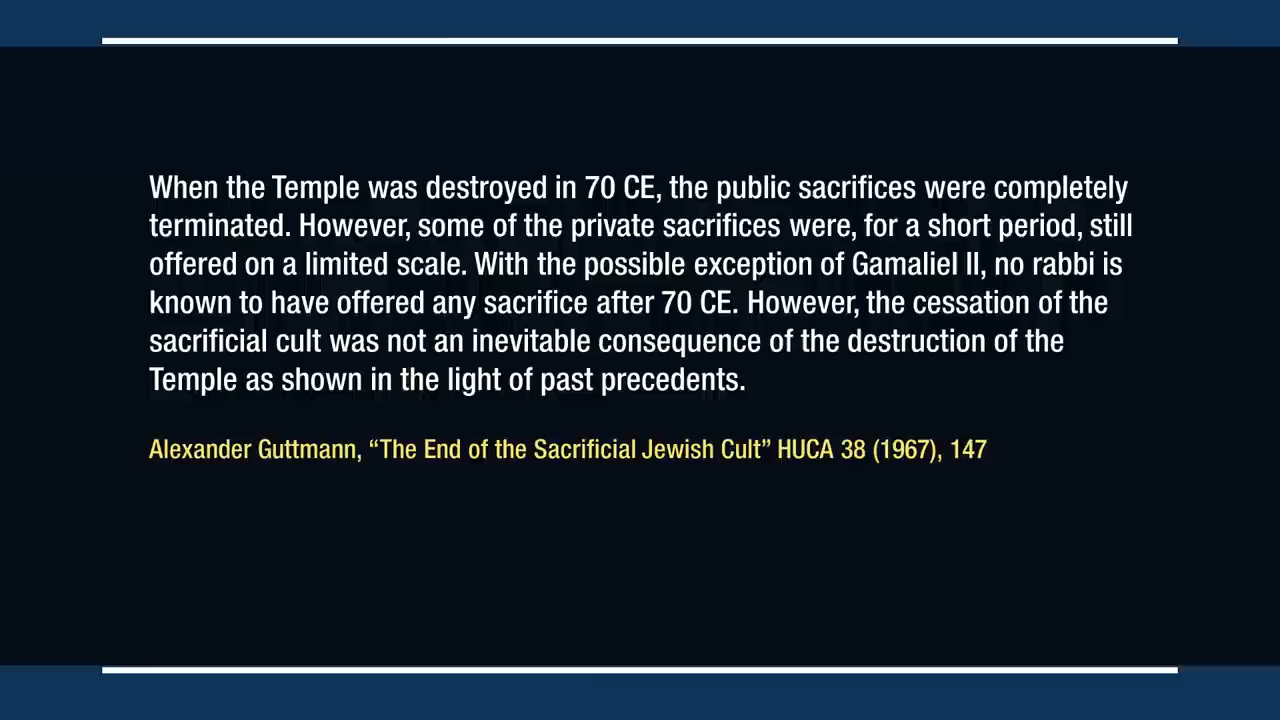 When the Temple was destroyed in 70 CE, the public sacrifices were completely
terminated. However, some of the private sacrifices were, for a short period, still
offered on a limited scale. With the possible exception of Gamaliel II, no rabbi is
known to have offered any sacrifice after 70 CE. However, the cessation of the
sacrificial cult was not an inevitable consequence of the destruction of the
Temple as shown in the light of past precedents.
Alexander Guttmann, “The End of the Sacrificial Jewish Cult” HUCA 38 (1967), 147